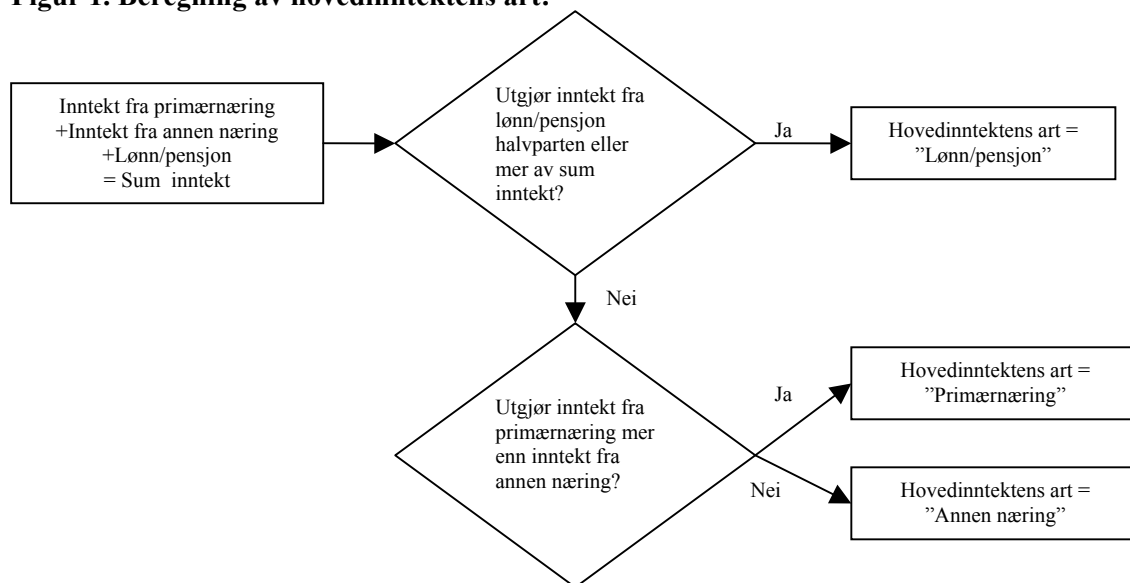 Figur 1. Beregning av hovedinntektens art.
Inntekt fra primærnæring
+Inntekt fra annen næring
+Lønn/pensjon
= Sum inntekt
Utgjør inntekt fra
lønn/pensjon
halvparten eller
mer av sum
inntekt?
Ja
Hovedinntektens art =
”Lønn/pensjon”
Nei
Utgjør inntekt fra
primærnæring mer
enn inntekt fra
annen næring?
Ja
Hovedinntektens art =
”Primærnæring”
Nei
Hovedinntektens art =
”Annen næring”